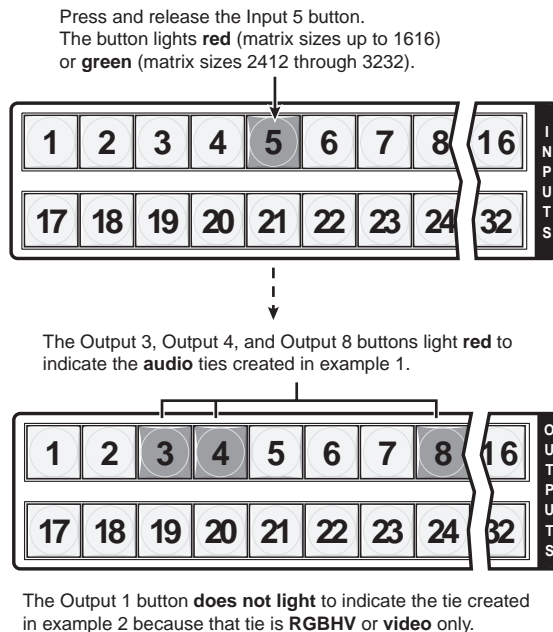 Press and release the Input 5 button.
The button lights red (matrix sizes up to 1616)
or green (matrix sizes 2412 through 3232).
1 2 3 4 5 6 7 8 16
INPUTS
17 18 19 20 21 22 23 24 32
The Output 3, Output 4, and Output 8 buttons light red to
indicate the audio ties created in example 1.
1 2 3 4 5 6 7 8 16
OUTPUTS
17 18 19 20 21 22 23 24 32
The Output 1 button does not light to indicate the tie created
in example 2 because that tie is RGBHV or video only.